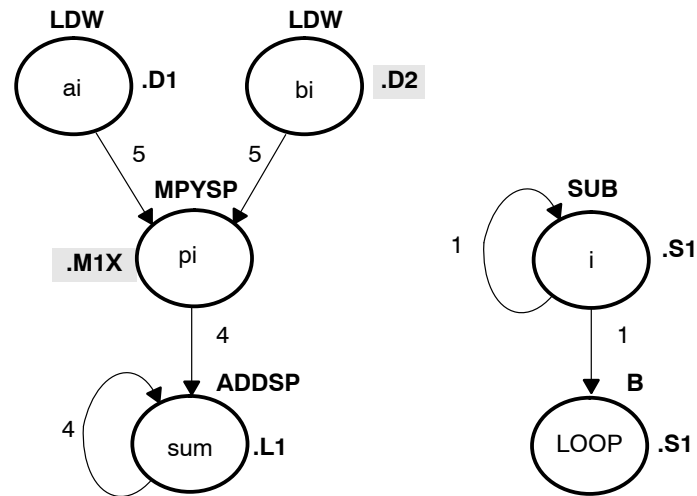 LDW
LDW
ai
.D1
bi
.D2
5
5
MPYSP
pi
.M1X
4
ADDSP
4
sum
.L1
SUB
1
i
.S1
1
B
LOOP
.S1